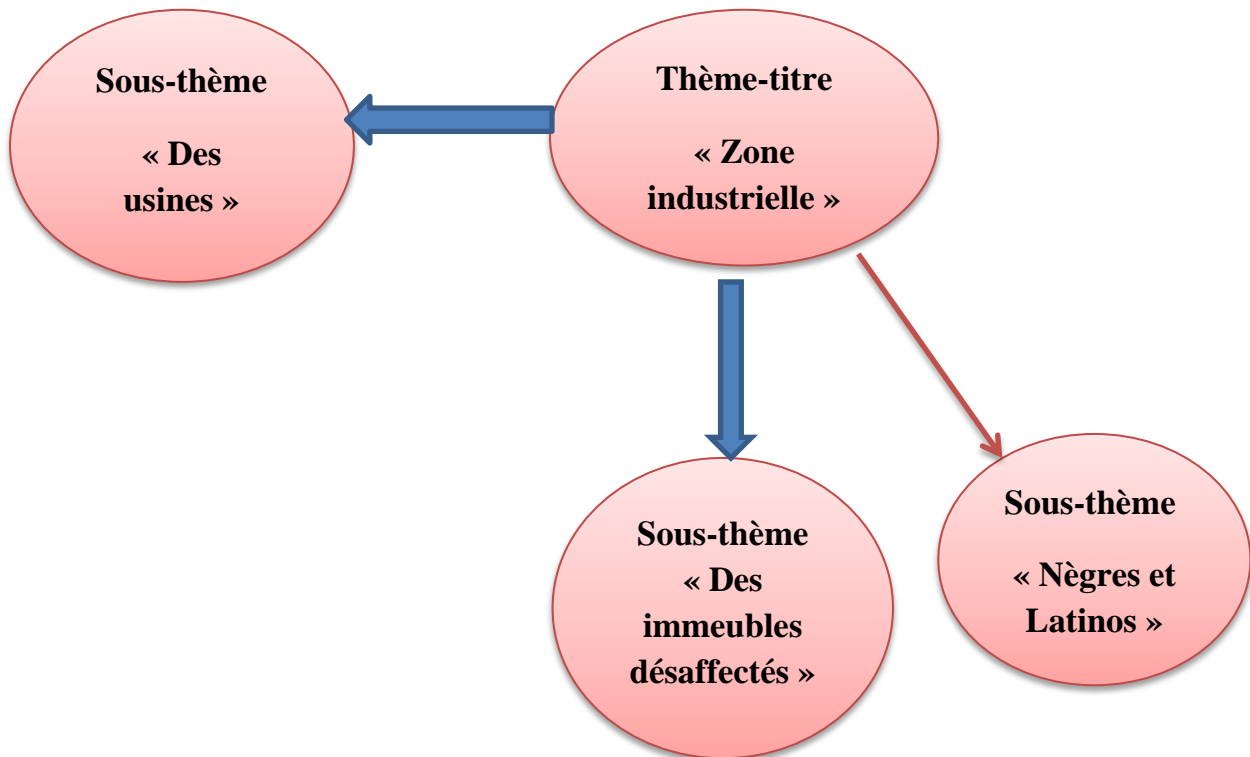 Sous-thème
« Des
usines »
Thème-titre
« Zone
industrielle »
Sous-thème
« Des
immeubles
désaffectés »
Sous-thème
« Nègres et
Latinos »